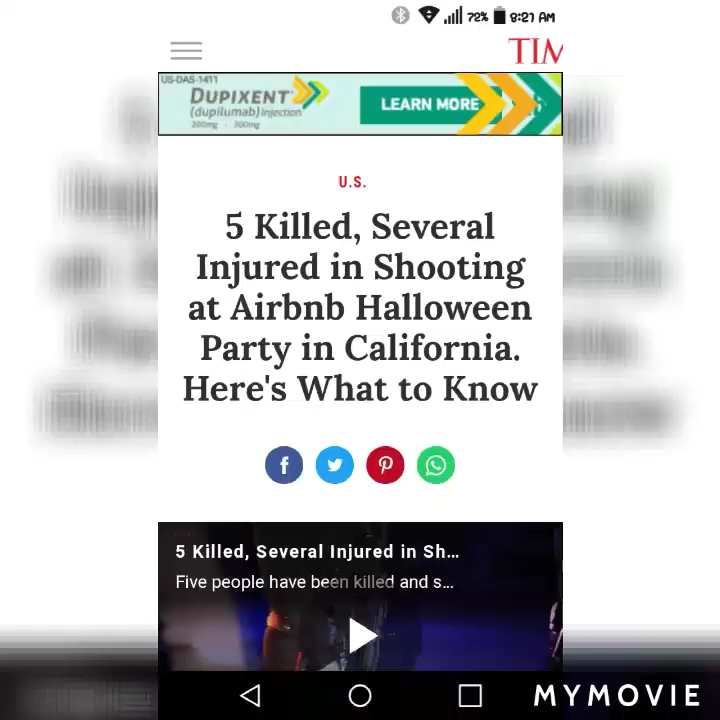 72% 8:21 AM
TIM
US-DAS-1411
DUPIXENT
(dupilumab) Injection
200mg · 300mg
LEARN MORE
U.S.
5 Killed, Several
Injured in Shooting
at Airbnb Halloween
Party in California.
Here's What to Know
5 Killed, Several Injured in Sh...
Five people have been killed and s...
MYMOVIE